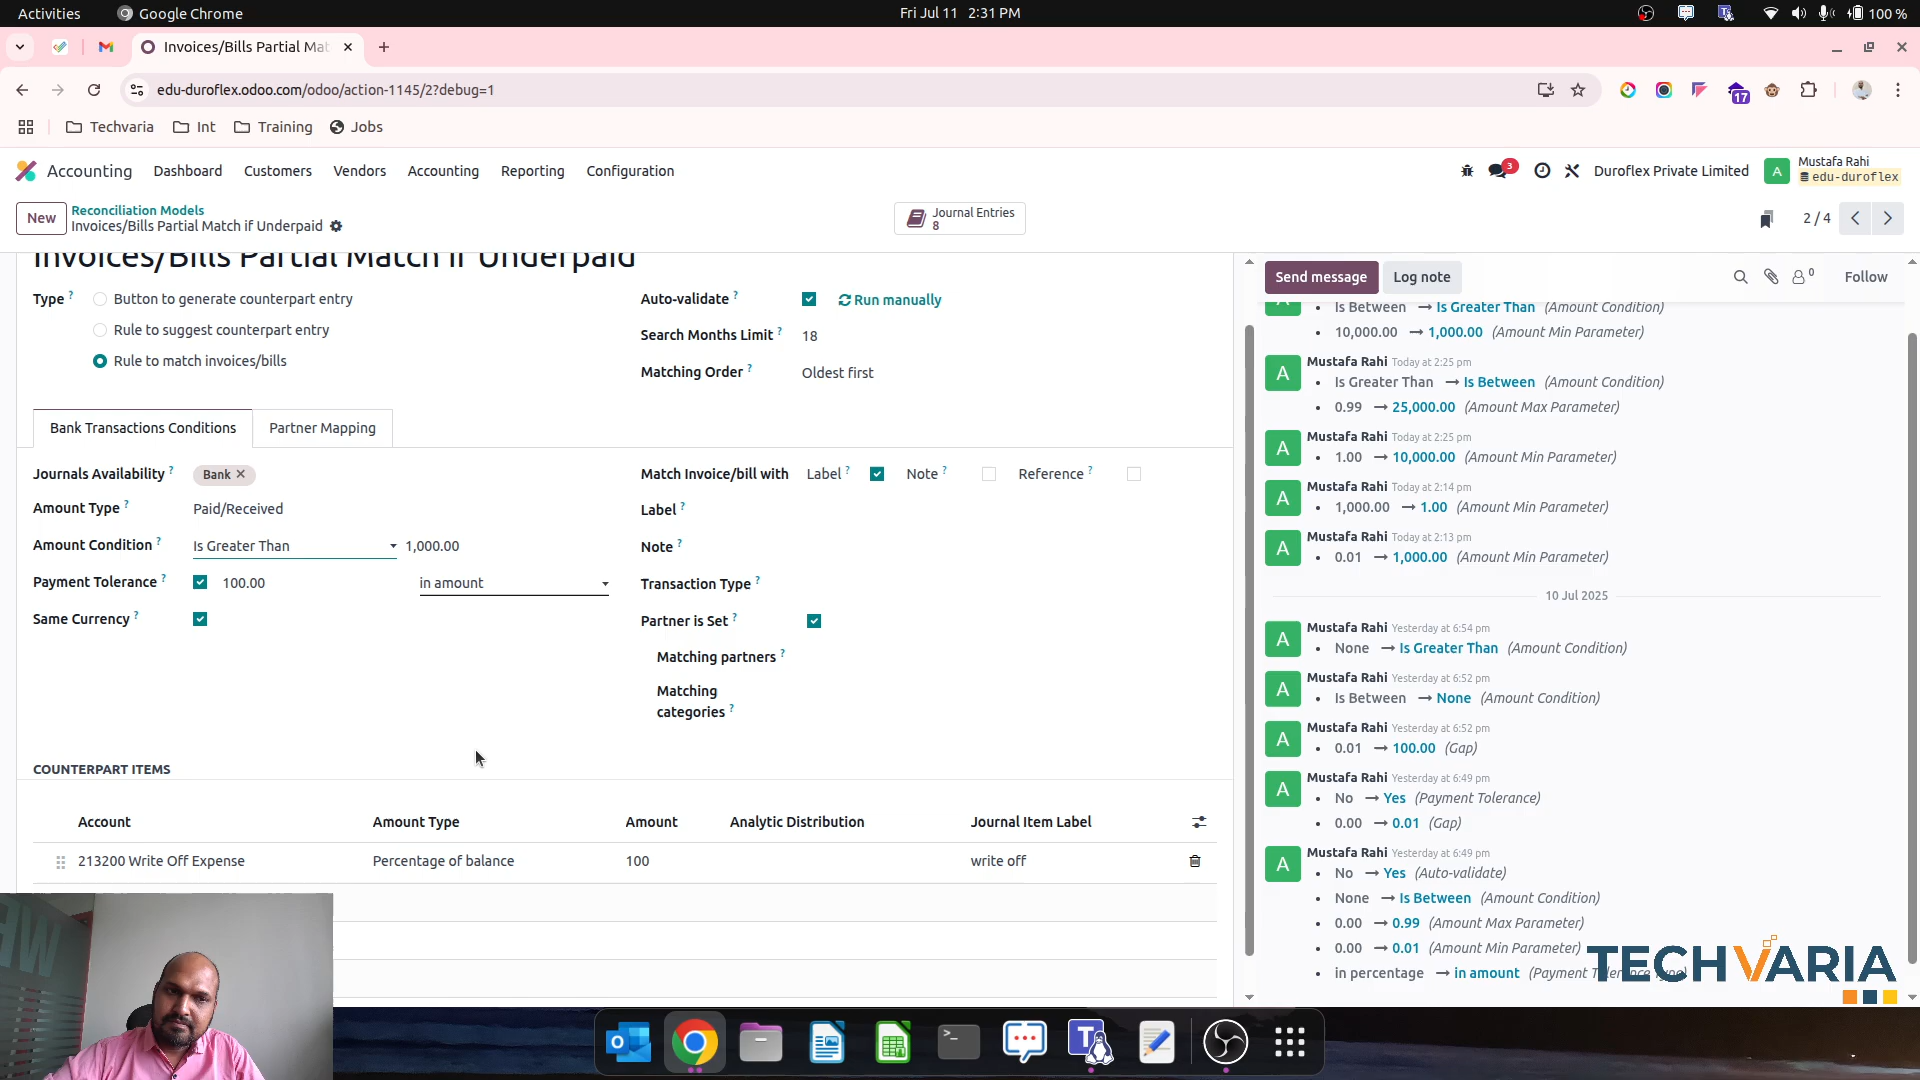 Activities
Google Chrome
Fri Jul 11 2:31 PM
100 %
Invoices/Bills Partial Mat
edu-duroflex.odoo.com/odoo/action-1145/2?debug=1
17
Techvaria
Int
Training
Jobs
Accounting
Dashboard
Customers
Vendors
Accounting
Reporting
Configuration
3
Duroflex Private Limited
A
Mustafa Rahi
edu-duroflex
New
Reconciliation Models
Invoices/Bills Partial Match if Underpaid
Journal Entries
8
2 / 4
Invoices/Bills Partial Match if Underpaid
Type ?
Button to generate counterpart entry
Rule to suggest counterpart entry
Rule to match invoices/bills
Auto-validate ?
Run manually
Search Months Limit ?
18
Matching Order ?
Oldest first
Bank Transactions Conditions
Partner Mapping
Journals Availability ?
Bank
Amount Type ?
Paid/Received
Amount Condition ?
Is Greater Than
1,000.00
Payment Tolerance ?
100.00
in amount
Same Currency ?
Match Invoice/bill with
Label ?
Note ?
Reference ?
Label ?
Note ?
Transaction Type ?
Partner is Set ?
Matching partners ?
Matching
categories ?
COUNTERPART ITEMS
Account
Amount Type
Amount
Analytic Distribution
Journal Item Label
213200 Write Off Expense
Percentage of balance
100
write off
Send message
Log note
0
Follow
Is Between → Is Greater Than (Amount Condition)
10,000.00 → 1,000.00 (Amount Min Parameter)
A
Mustafa Rahi Today at 2:25 pm
Is Greater Than → Is Between (Amount Condition)
0.99 → 25,000.00 (Amount Max Parameter)
A
Mustafa Rahi Today at 2:25 pm
1.00 → 10,000.00 (Amount Min Parameter)
A
Mustafa Rahi Today at 2:14 pm
1,000.00 → 1.00 (Amount Min Parameter)
A
Mustafa Rahi Today at 2:13 pm
0.01 → 1,000.00 (Amount Min Parameter)
10 Jul 2025
A
Mustafa Rahi Yesterday at 6:54 pm
None → Is Greater Than (Amount Condition)
A
Mustafa Rahi Yesterday at 6:52 pm
Is Between → None (Amount Condition)
A
Mustafa Rahi Yesterday at 6:52 pm
0.01 → 100.00 (Gap)
A
Mustafa Rahi Yesterday at 6:49 pm
No → Yes (Payment Tolerance)
0.00 → 0.01 (Gap)
A
Mustafa Rahi Yesterday at 6:49 pm
No → Yes (Auto-validate)
None → Is Between (Amount Condition)
0.00 → 0.99 (Amount Max Parameter)
0.00 → 0.01 (Amount Min Parameter)
in percentage → in amount (Payment Tolerance Type)
TECHVARIA